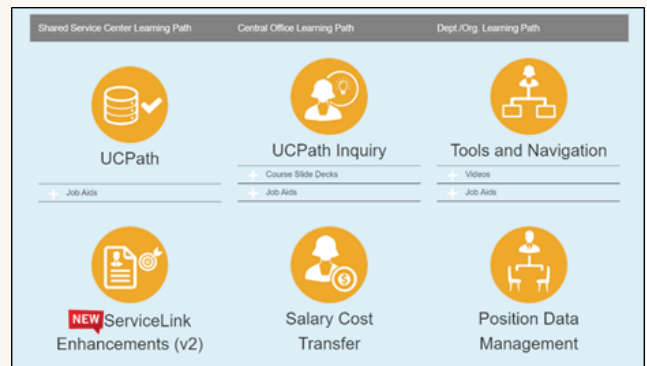 Shared Service Center Learning Path
Central Office Learning Path
Dept./Org. Learning Path
UCPath
UCPath Inquiry
Tools and Navigation
Course Slide Decks
Videos
Job Aids
Job Aids
Job Aids
NEW ServiceLink
Enhancements (v2)
Salary Cost
Transfer
Position Data
Management